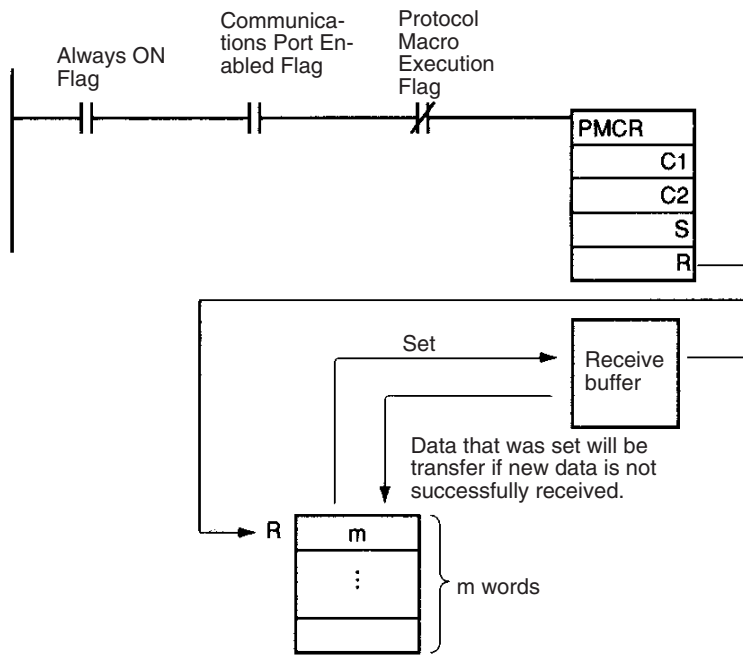 Always ON
Flag
Communica-
tions Port En-
abled Flag
Protocol
Macro
Execution
Flag
PMCR
C1
C2
S
R
Set
Receive
buffer
Data that was set will be
transfer if new data is not
successfully received.
R
m
⋮
m words